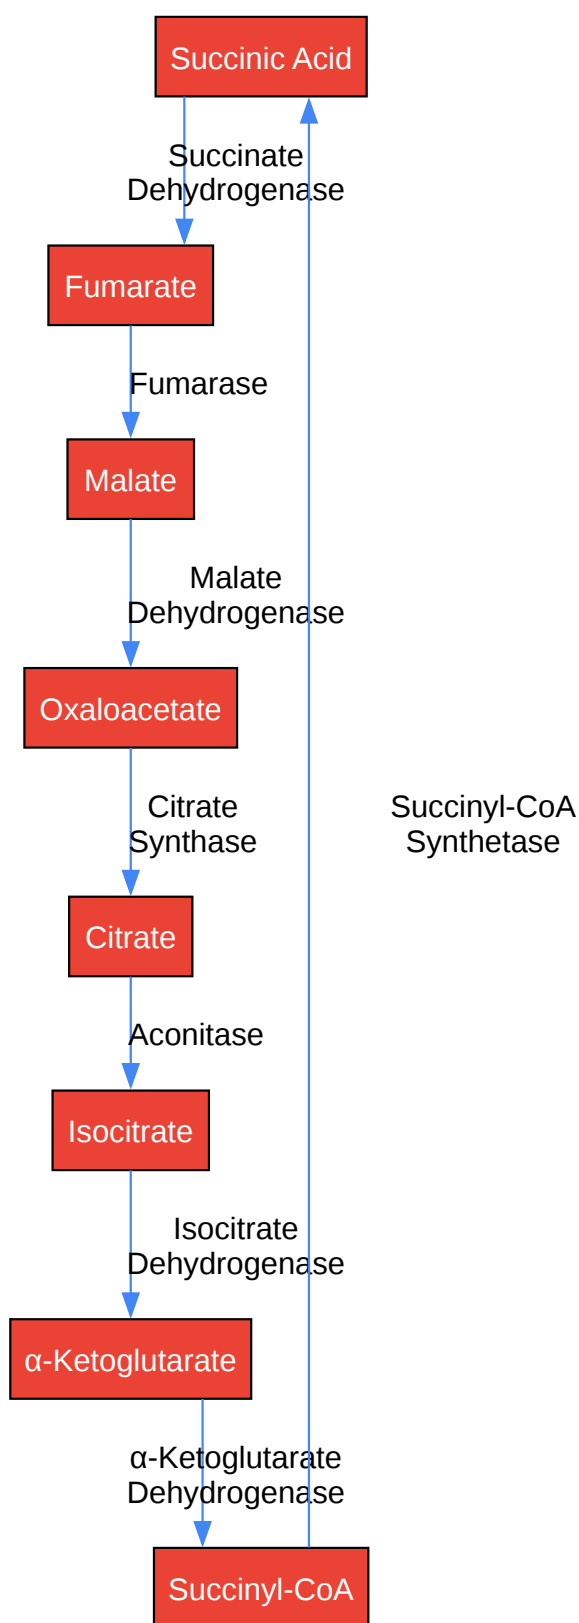 Succinic Acid
Succinate
Dehydrogenase
Fumarate
Fumarase
Malate
Malate
Dehydrogenase
Oxaloacetate
Citrate
Synthase
Succinyl-CoA
Synthetase
Citrate
Aconitase
Isocitrate
Isocitrate
Dehydrogenase
α-Ketoglutarate
α-Ketoglutarate
Dehydrogenase
Succinyl-CoA